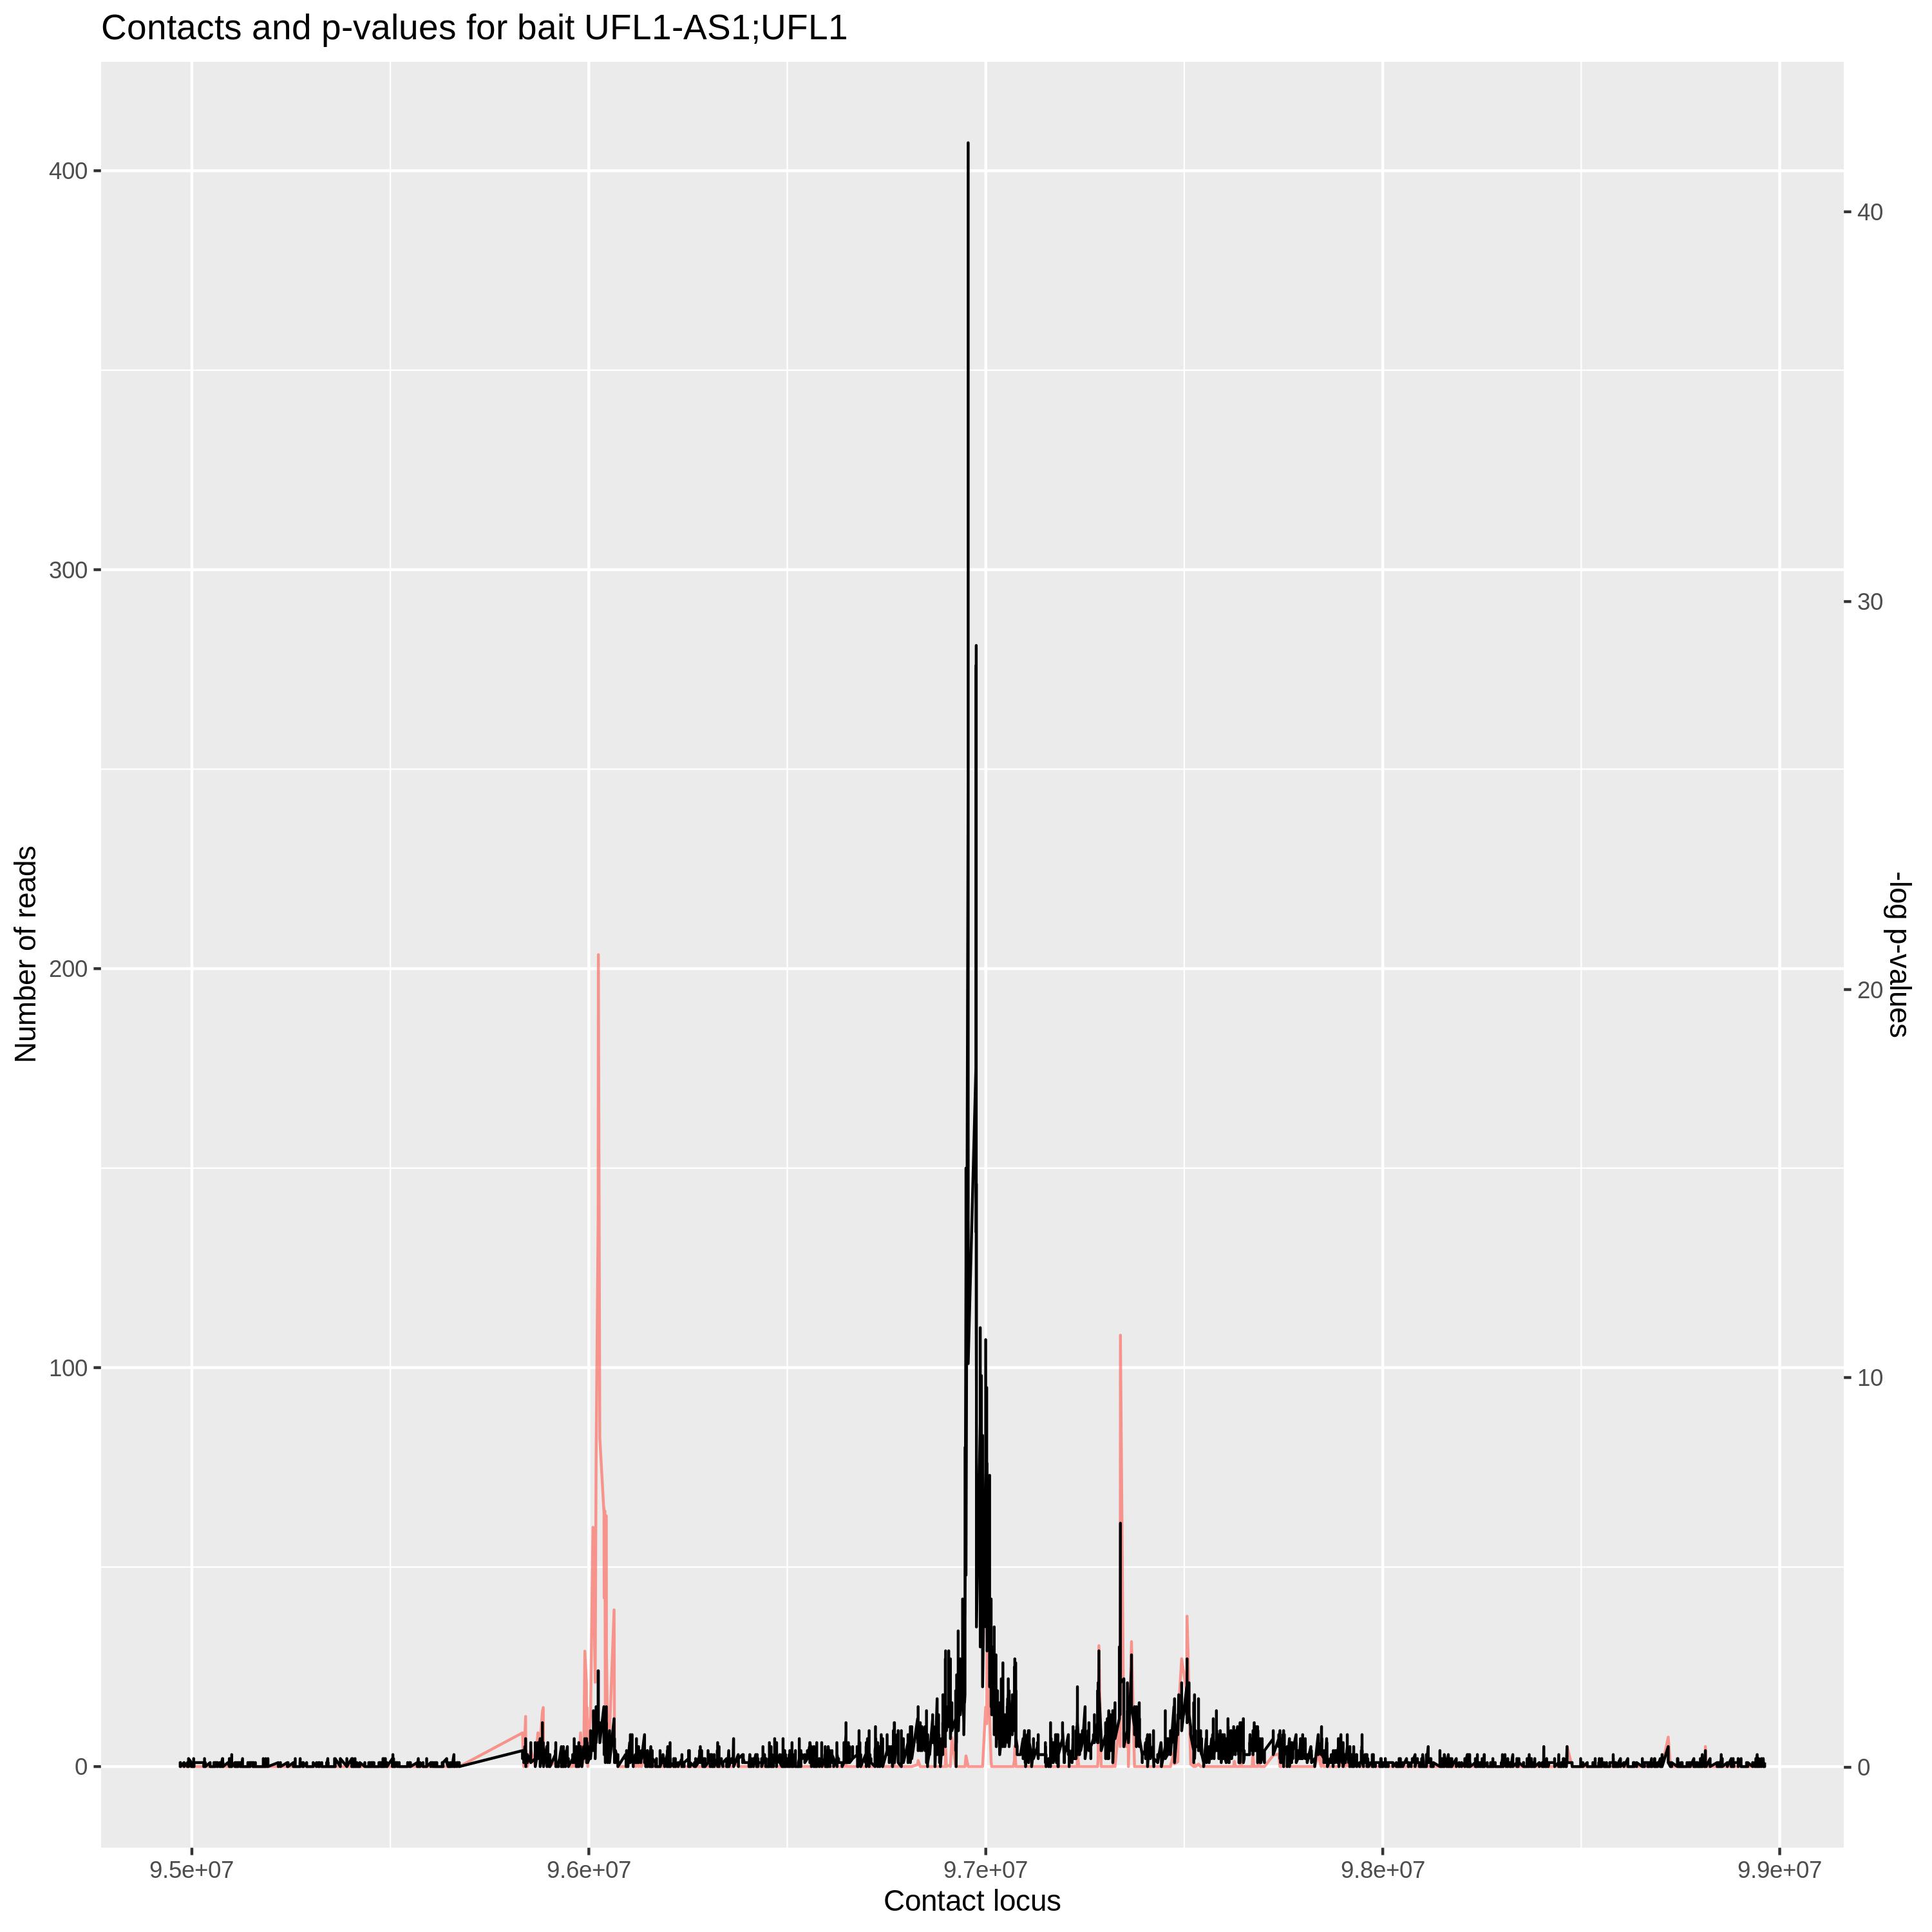 Contacts and p-values for bait UFL1-AS1;UFL1
400
300
200
100
0
Number of reads
40
30
20
10
0
-log p-values
9.5e+07 9.6e+07 9.7e+07 9.8e+07 9.9e+07
Contact locus